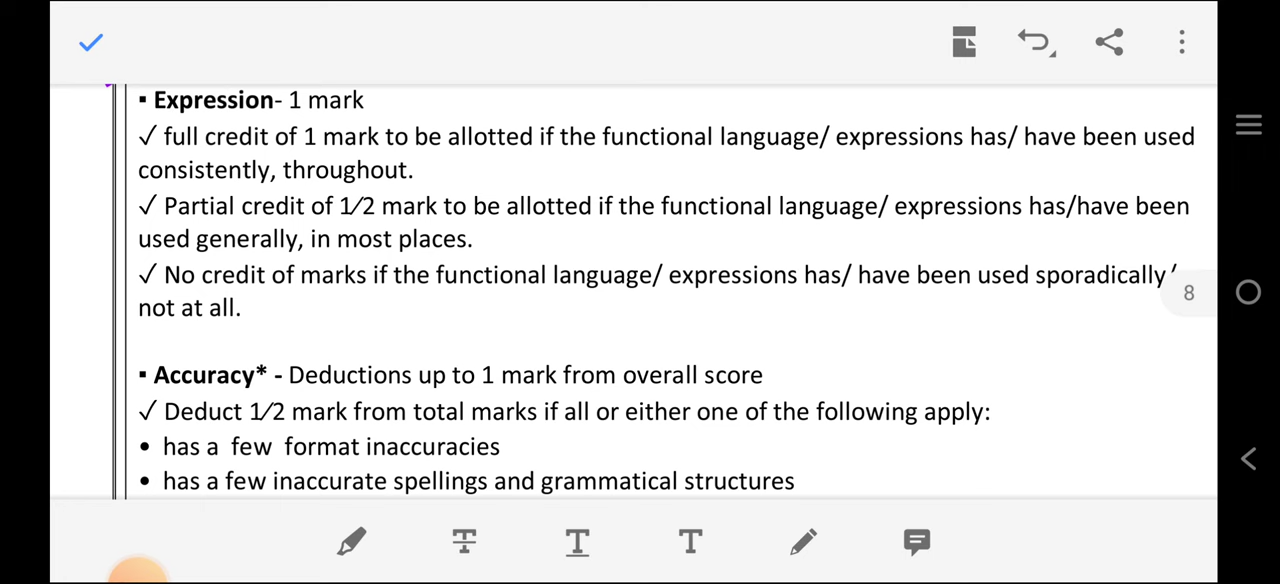 ▪ Expression- 1 mark
✓ full credit of 1 mark to be allotted if the functional language/ expressions has/ have been used
consistently, throughout.
✓ Partial credit of 1⁄2 mark to be allotted if the functional language/ expressions has/have been
used generally, in most places.
✓ No credit of marks if the functional language/ expressions has/ have been used sporadically/
not at all.
8
▪ Accuracy* - Deductions up to 1 mark from overall score
✓ Deduct 1⁄2 mark from total marks if all or either one of the following apply:
• has a few format inaccuracies
• has a few inaccurate spellings and grammatical structures